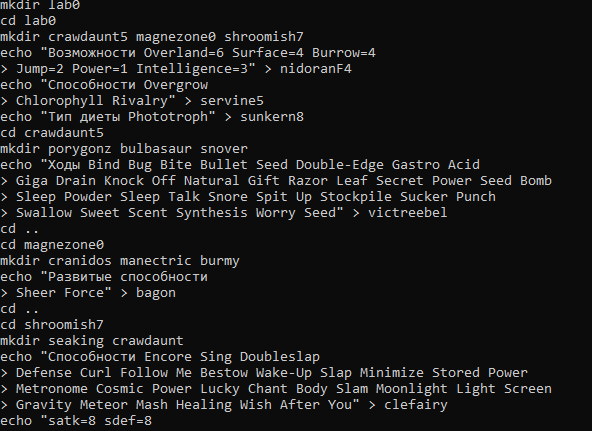 mkdir lab0
cd lab0
mkdir crawdaunt5 magnezone0 shroomish7
echo "Возможности Overland=6 Surface=4 Burrow=4
> Jump=2 Power=1 Intelligence=3" > nidoranF4
echo "Способности Overgrow
> Chlorophyll Rivalry" > servine5
echo "Тип диеты Phototroph" > sunkern8
cd crawdaunt5
mkdir porygonz bulbasaur snover
echo "Ходы Bind Bug Bite Bullet Seed Double-Edge Gastro Acid
> Giga Drain Knock Off Natural Gift Razor Leaf Secret Power Seed Bomb
> Sleep Powder Sleep Talk Snore Spit Up Stockpile Sucker Punch
> Swallow Sweet Scent Synthesis Worry Seed" > victreebel
cd ..
cd magnezone0
mkdir cranidos manectric burmy
echo "Развитые способности
> Sheer Force" > bagon
cd ..
cd shroomish7
mkdir seaking crawdaunt
echo "Способности Encore Sing Doubleslap
> Defense Curl Follow Me Bestow Wake-Up Slap Minimize Stored Power
> Metronome Cosmic Power Lucky Chant Body Slam Moonlight Light Screen
> Gravity Meteor Mash Healing Wish After You" > clefairy
echo "satk=8 sdef=8